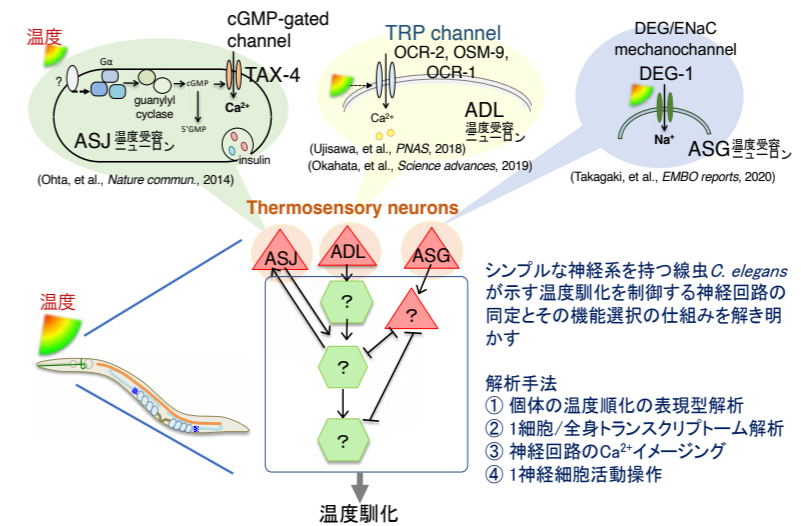 温度
cGMP-gated
channel
TAX-4
?
Gα
guanylyl
cyclase
cGMP
5'GMP
Ca²⁺
ASJ 温度受容
ニューロン
insulin
(Ohta, et al., Nature commun., 2014)
TRP channel
OCR-2, OSM-9,
OCR-1
Ca²⁺
ADL
温度受容
ニューロン
(Ujisawa, et al., PNAS, 2018)
(Okahata, et al., Science advances, 2019)
DEG/ENaC
mechanochannel
DEG-1
Na⁺
ASG 温度受容
ニューロン
(Takagaki, et al., EMBO reports, 2020)
Thermosensory neurons
ASJ
ADL
ASG
?
?
?
?
温度
温度馴化
シンプルな神経系を持つ線虫C. elegans
が示す温度馴化を制御する神経回路の
同定とその機能選択の仕組みを解き明
かす
解析手法
① 個体の温度順化の表現型解析
② 1細胞/全身トランスクリプトーム解析
③ 神経回路のCa²⁺イメージング
④ 1神経細胞活動操作